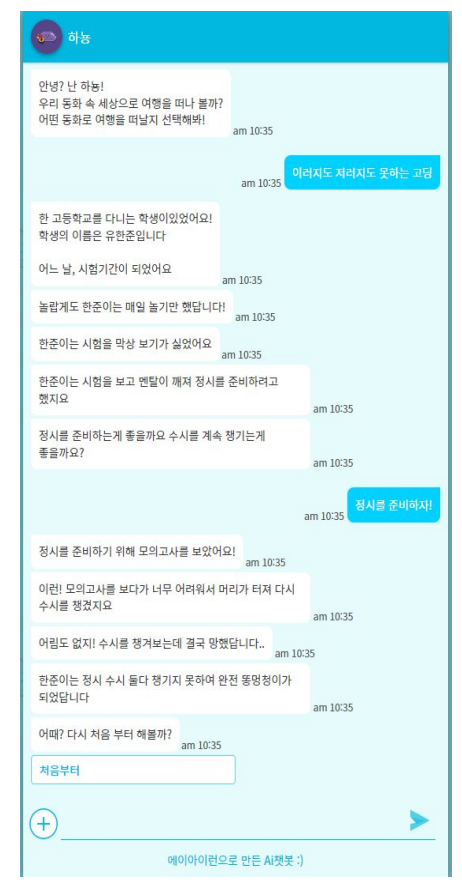 하눙
안녕? 난 하눙!
우리 동화 속 세상으로 여행을 떠나 볼까?
어떤 동화로 여행을 떠날지 선택해봐!
am 10:35
이러지도 저러지도 못하는 고딩
am 10:35
한 고등학교를 다니는 학생이있었어요!
학생의 이름은 유한준입니다
어느 날, 시험기간이 되었어요
am 10:35
놀랍게도 한준이는 매일 놀기만 했답니다!
am 10:35
한준이는 시험을 막상 보기가 싫었어요
am 10:35
한준이는 시험을 보고 멘탈이 깨져 정시를 준비하려고
했지요
am 10:35
정시를 준비하는게 좋을까요 수시를 계속 챙기는게
좋을까요?
am 10:35
정시를 준비하자!
am 10:35
정시를 준비하기 위해 모의고사를 보았어요!
am 10:35
이런! 모의고사를 보다가 너무 어려워서 머리가 터져 다시
수시를 챙겼지요
am 10:35
어림도 없지! 수시를 챙겨보는데 결국 망했답니다..
am 10:35
한준이는 정시 수시 둘다 챙기지 못하여 완전 똥멍청이가
되었답니다
am 10:35
어때? 다시 처음 부터 해볼까?
am 10:35
처음부터
에이아이런으로 만든 Ai챗봇 :)